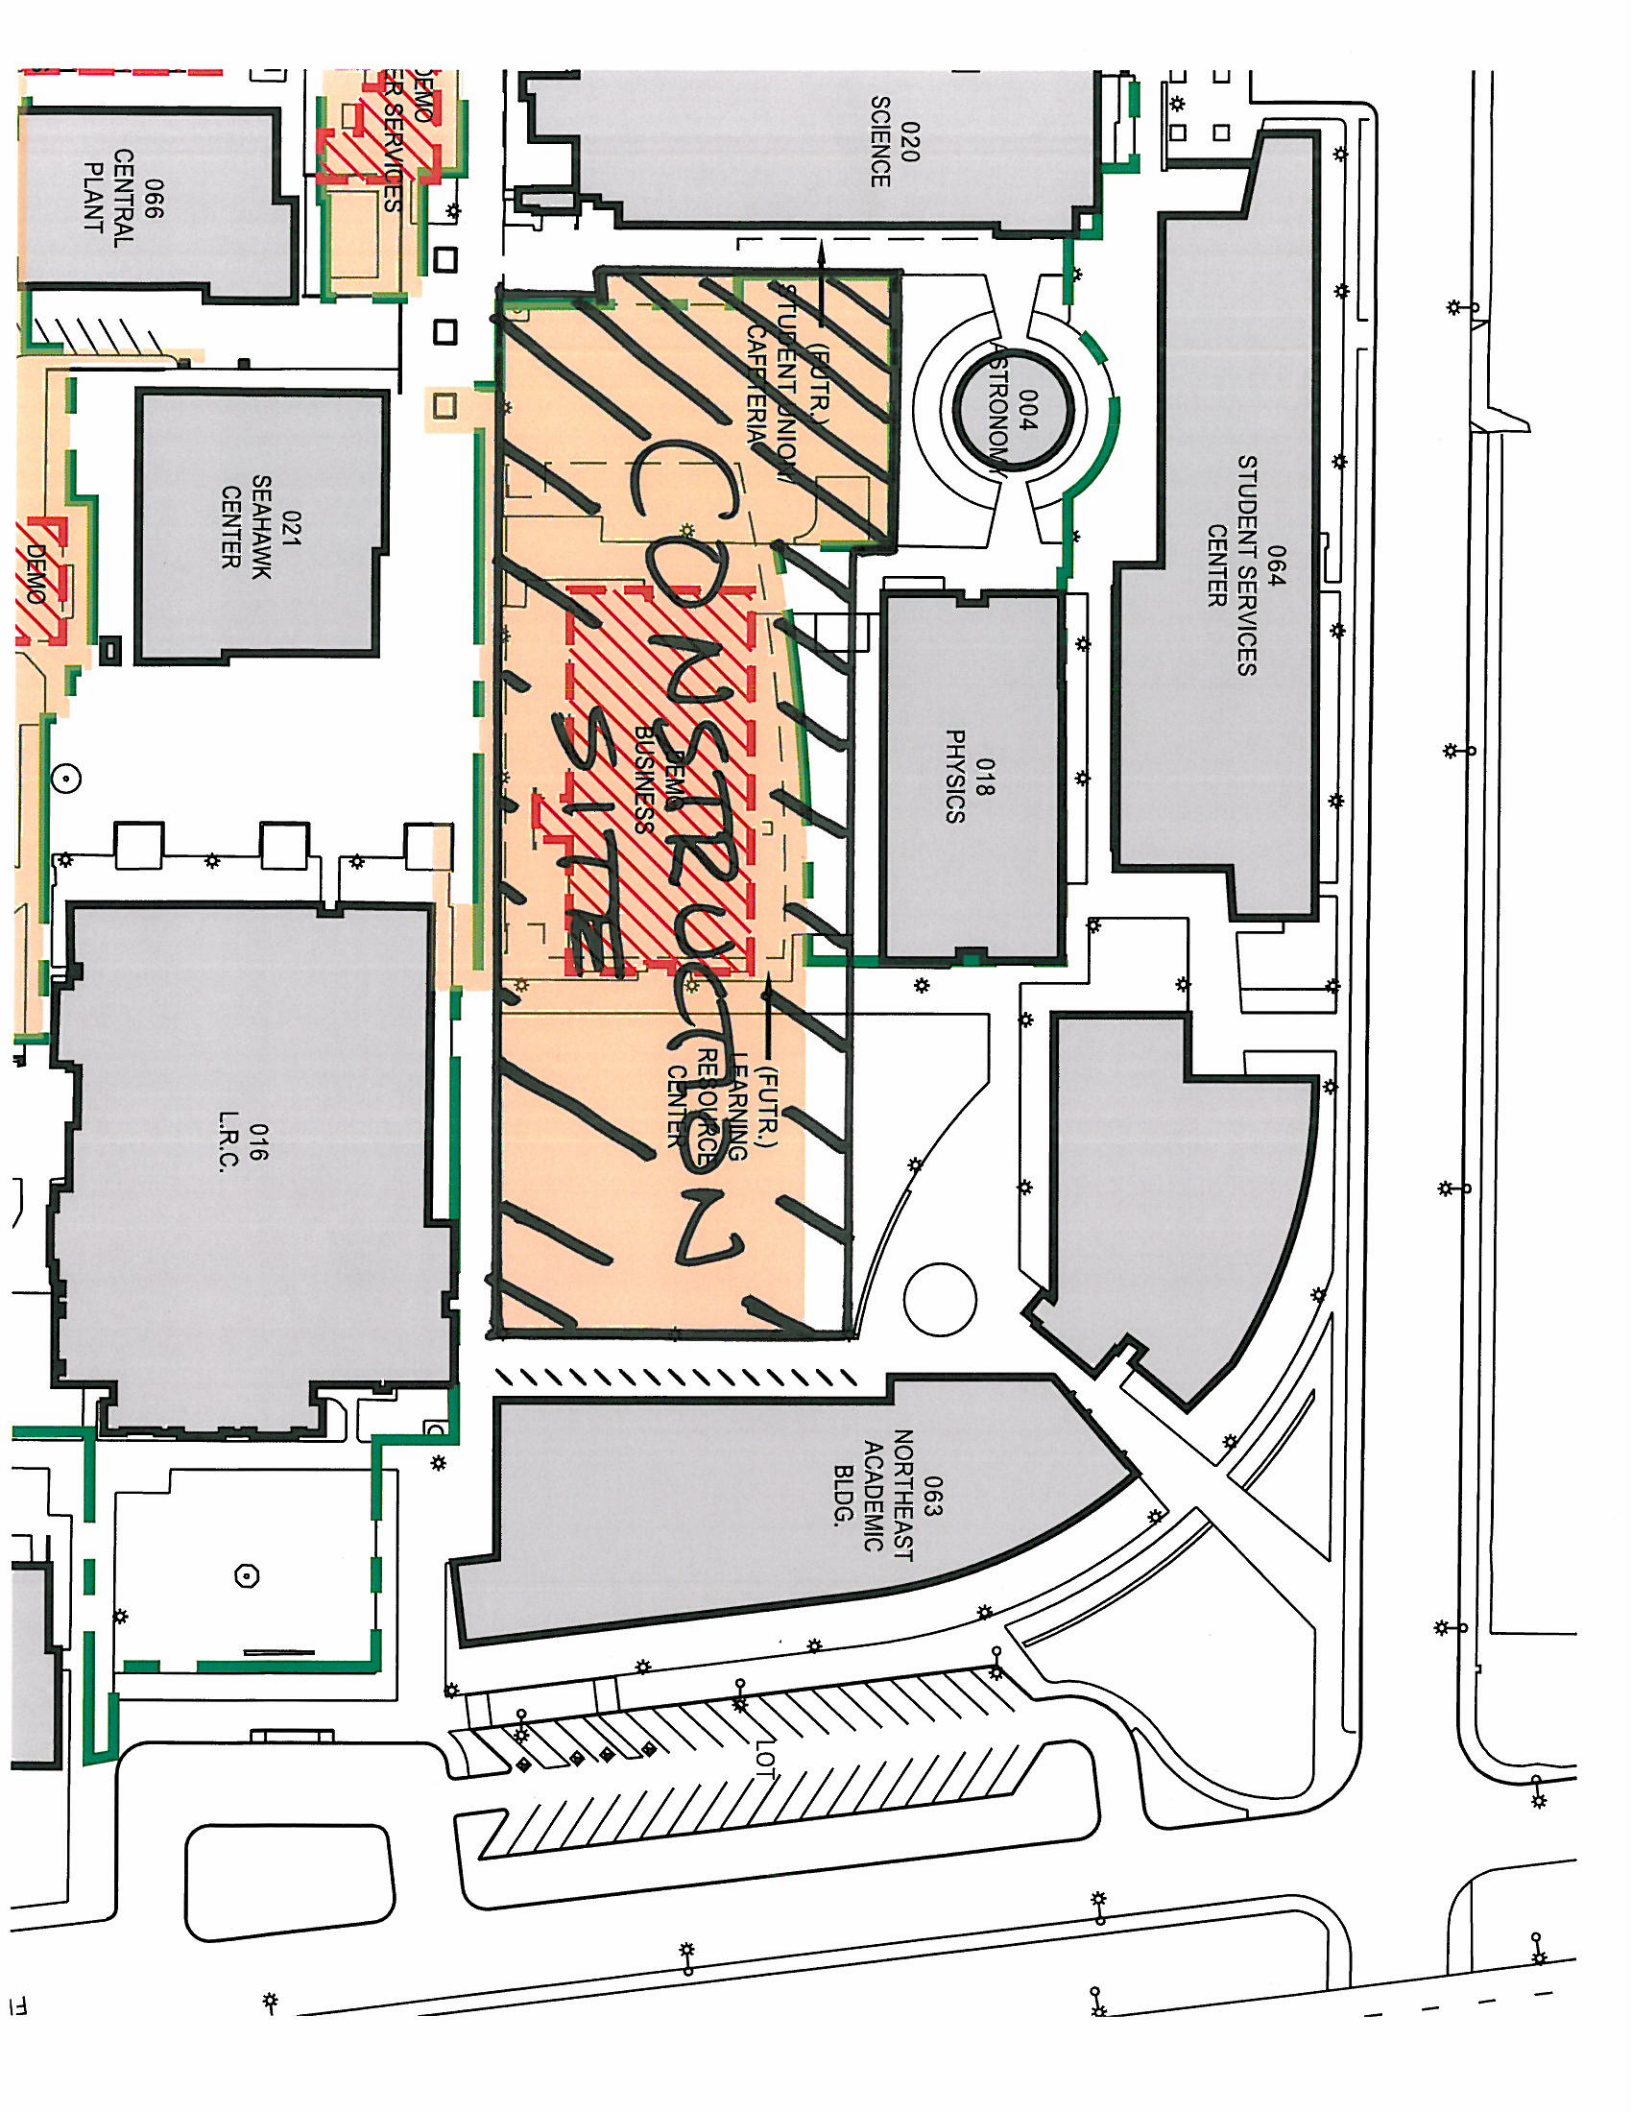 DEMO
ER SERVICES
020
SCIENCE
066
CENTRAL
PLANT
(FUTR.)
STUDENT UNION/
CAFETERIA
004
ASTRONOMY
064
STUDENT SERVICES
CENTER
021
SEAHAWK
CENTER
DEMO
018
PHYSICS
DEMO
BUSINESS
CONSTRUCTION
SITE
(FUTR.)
LEARNING
RESOURCE
CENTER
016
L.R.C.
063
NORTHEAST
ACADEMIC
BLDG.
LOT
FI